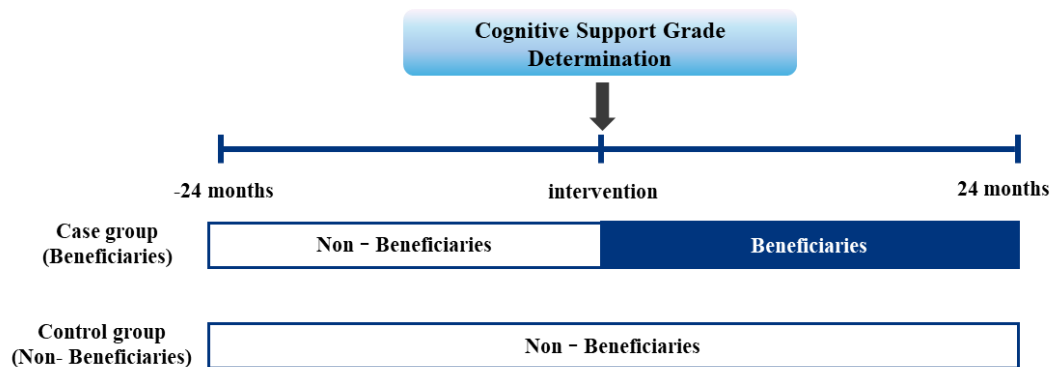 Cognitive Support Grade
Determination
-24 months
intervention
24 months
Case group
(Beneficiaries)
Non – Beneficiaries
Beneficiaries
Control group
(Non- Beneficiaries)
Non – Beneficiaries